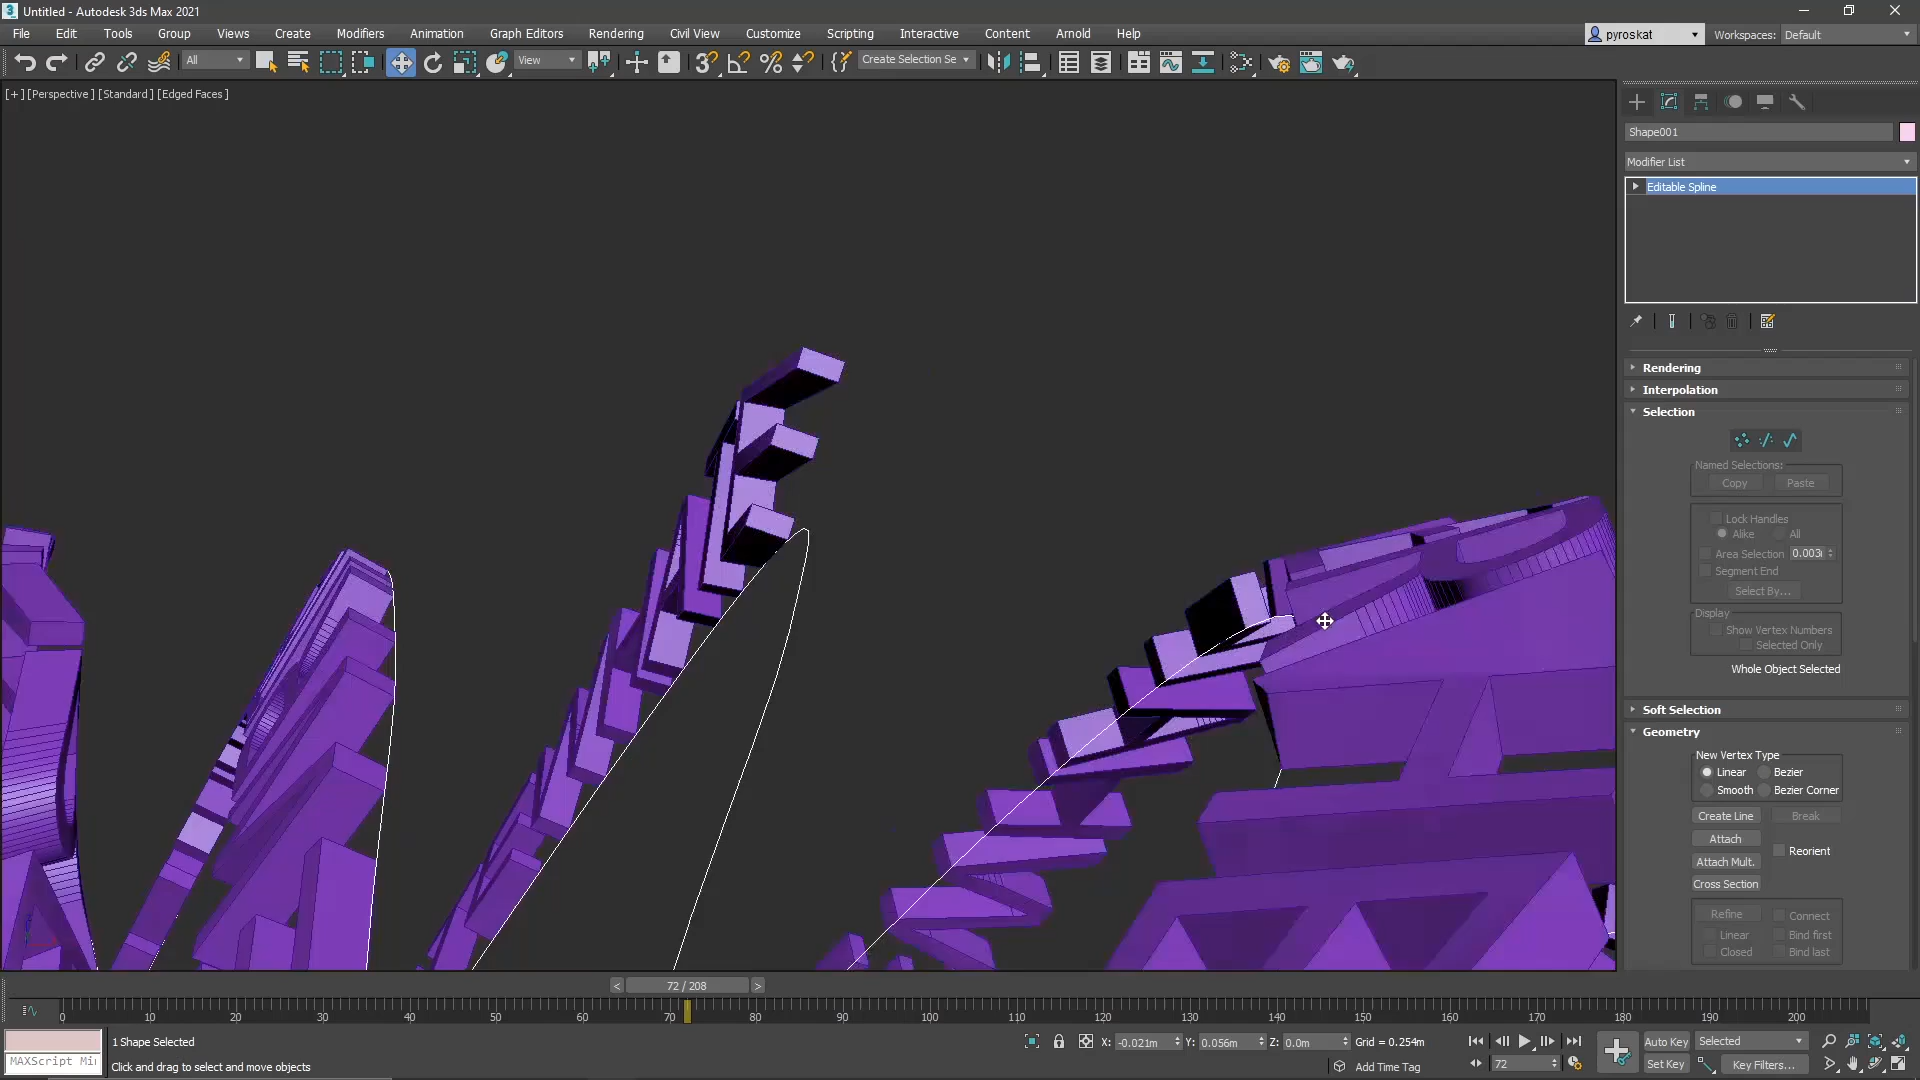 Untitled - Autodesk 3ds Max 2021
File Edit Tools Group Views Create Modifiers Animation Graph Editors Rendering Civil View Customize Scripting Interactive Content Arnold Help
pyroskat Workspaces: Default
All View Create Selection Se
[+] [Perspective ] [Standard ] [Edged Faces ]
Shape001
Modifier List
Editable Spline
Rendering
Interpolation
Selection
Named Selections:
Copy Paste
Lock Handles
Alike All
Area Selection
Segment End
Select By...
Display
Show Vertex Numbers
Selected Only
Whole Object Selected
Soft Selection
Geometry
New Vertex Type
Linear Bezier
Smooth Bezier Corner
Create Line Break
Attach
Reorient
Attach Mult.
Cross Section
Refine Connect
Linear Bind first
Closed Bind last
< 72 / 208 >
0 10 20 30 40 50 60 70 80 90 100 110 120 130 140 150 160 170 180 190 200
1 Shape Selected X: -0.021m Y: 0.056m Z: 0.0m Grid = 0.254m Auto Key Selected
MAXScript Mi Click and drag to select and move objects Add Time Tag 72 Set Key Key Filters...